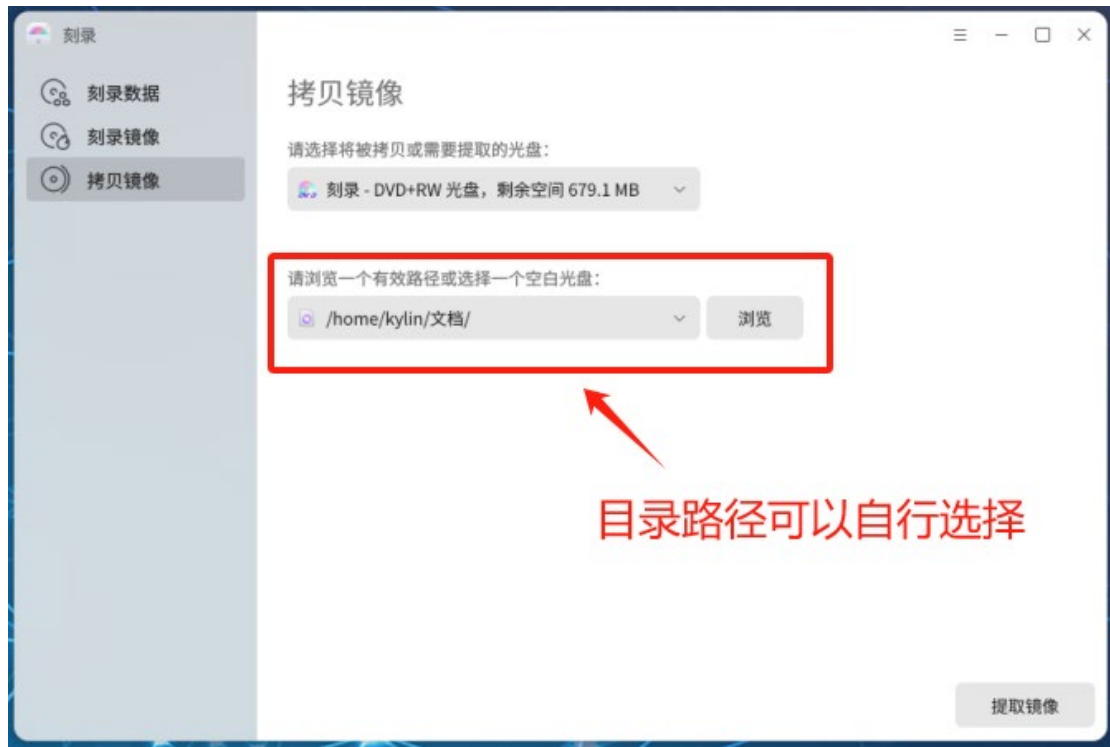 刻录
刻录数据
刻录镜像
拷贝镜像
拷贝镜像
请选择将被拷贝或需要提取的光盘：
刻录 - DVD+RW 光盘，剩余空间 679.1 MB
请浏览一个有效路径或选择一个空白光盘：
/home/kylin/文档/
浏览
目录路径可以自行选择
提取镜像